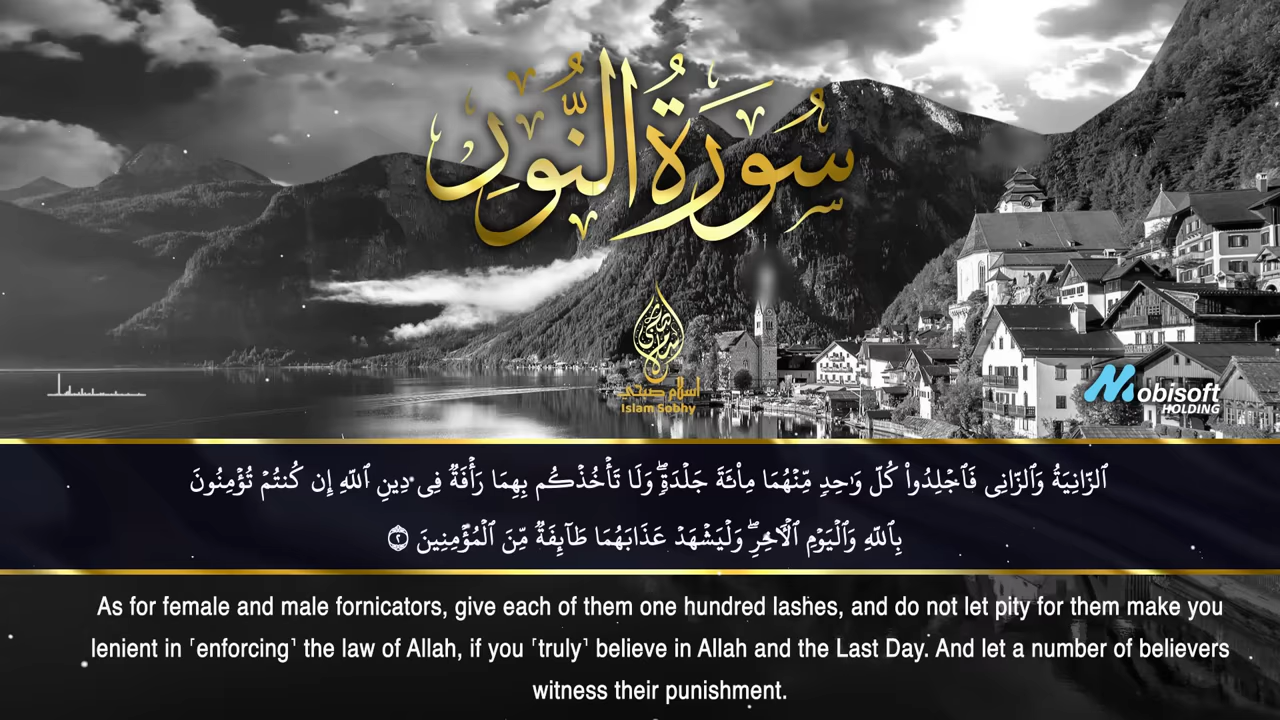 سُورَةُ النُّورِ
اسلام صبحي
Islam Sobhy
Mobisoft
HOLDING
ٱلزَّانِيَةُ وَٱلزَّانِى فَٱجْلِدُوا۟ كُلَّ وَٰحِدٍ مِّنْهُمَا مِا۟ئَةَ جَلْدَةٍ ۖ وَلَا تَأْخُذْكُم بِهِمَا رَأْفَةٌ فِى دِينِ ٱللَّهِ إِن كُنتُمْ تُؤْمِنُونَ
بِٱللَّهِ وَٱلْيَوْمِ ٱلْـَٔاخِرِ ۖ وَلْيَشْهَدْ عَذَابَهُمَا طَآئِفَةٌ مِّنَ ٱلْمُؤْمِنِينَ ٢
As for female and male fornicators, give each of them one hundred lashes, and do not let pity for them make you
lenient in ˹enforcing˺ the law of Allah, if you ˹truly˺ believe in Allah and the Last Day. And let a number of believers
witness their punishment.